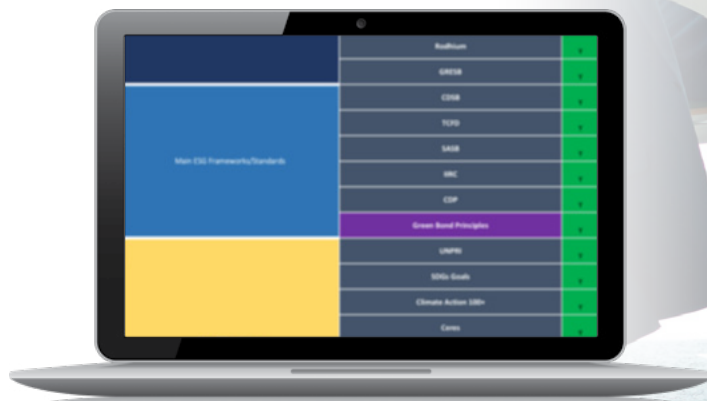 Rodhium
GRESB
CDSB
TCFD
Main ESG Frameworks/Standards
SASB
IIRC
CDP
Green Bond Principles
UNPRI
SDGs Goals
Climate Action 100+
Ceres